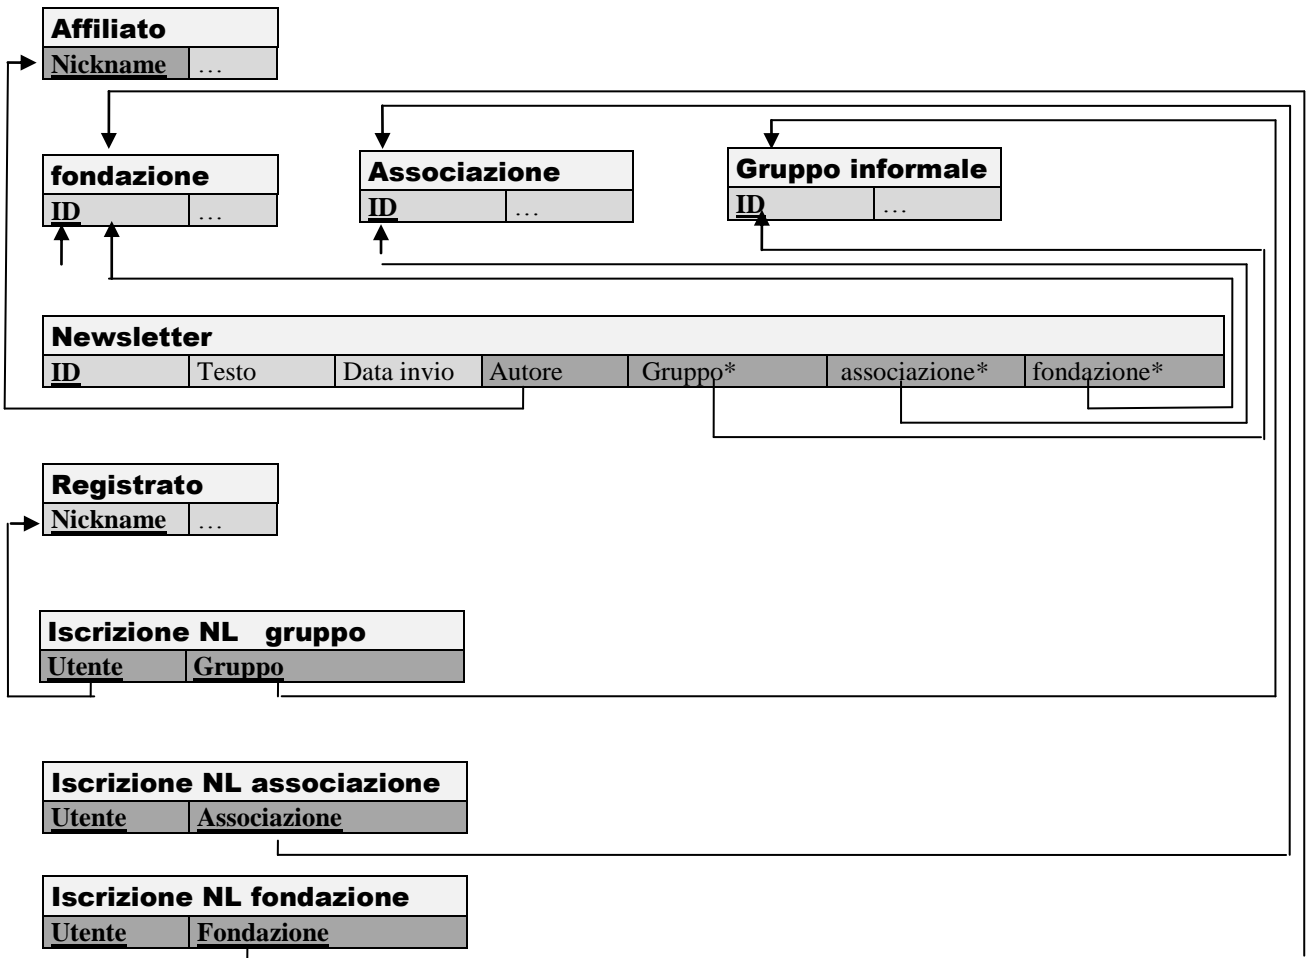 Affiliato
Nickname …
fondazione
ID …
Associazione
ID …
Gruppo informale
ID …
Newsletter
ID Testo Data invio Autore Gruppo* associazione* fondazione*
Registrato
Nickname …
Iscrizione NL gruppo
Utente Gruppo
Iscrizione NL associazione
Utente Associazione
Iscrizione NL fondazione
Utente Fondazione